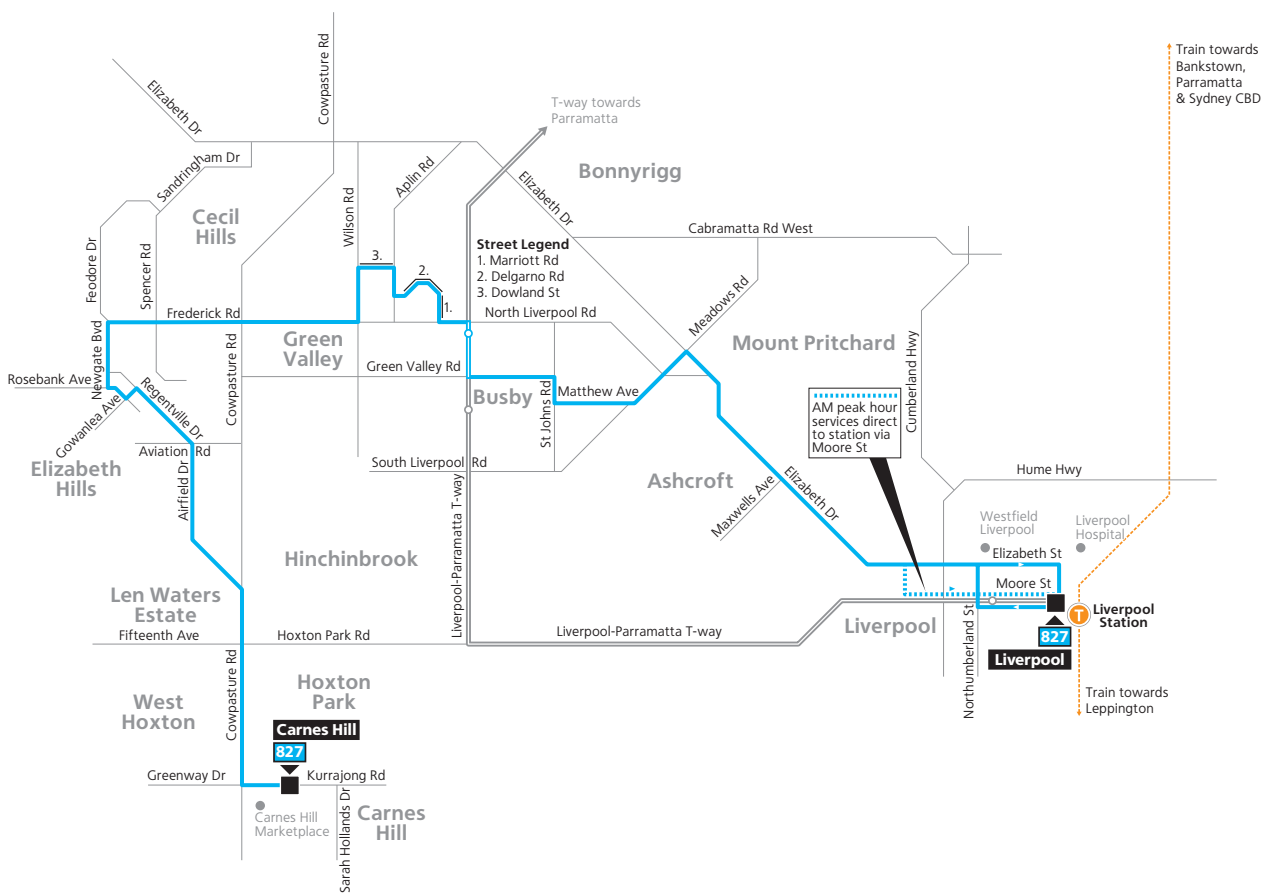 Train towards
Bankstown,
Parramatta
& Sydney CBD
Cowpasture Rd
Elizabeth Dr
T-way towards
Parramatta
Sandringham Dr
Aplin Rd
Bonnyrigg
Elizabeth Dr
Cecil
Hills
Wilson Rd
Cabramatta Rd West
Street Legend
1. Marriott Rd
2. Delgarno Rd
3. Dowland St
Feodore Dr
Spencer Rd
3.
2.
1.
Meadows Rd
Frederick Rd
North Liverpool Rd
Newgate Bvd
Cowpasture Rd
Green
Valley
Mount Pritchard
Cumberland Hwy
Green Valley Rd
Rosebank Ave
Regentville Dr
Gowanlea Ave
Busby
Matthew Ave
St Johns Rd
AM peak hour
services direct
to station via
Moore St
Aviation Rd
Elizabeth
Hills
South Liverpool Rd
Hume Hwy
Airfield Dr
Ashcroft
Maxwells Ave
Elizabeth Dr
Liverpool-Parramatta T-way
Westfield
Liverpool
Liverpool
Hospital
Hinchinbrook
Elizabeth St
Moore St
Len Waters
Estate
Liverpool
Liverpool
Station
T
827
Liverpool
Northumberland St
Fifteenth Ave
Hoxton Park Rd
Liverpool-Parramatta T-way
Train towards
Leppington
West
Hoxton
Cowpasture Rd
Hoxton
Park
Carnes Hill
827
Greenway Dr
Kurrajong Rd
Carnes Hill
Marketplace
Sarah Hollands Dr
Carnes
Hill